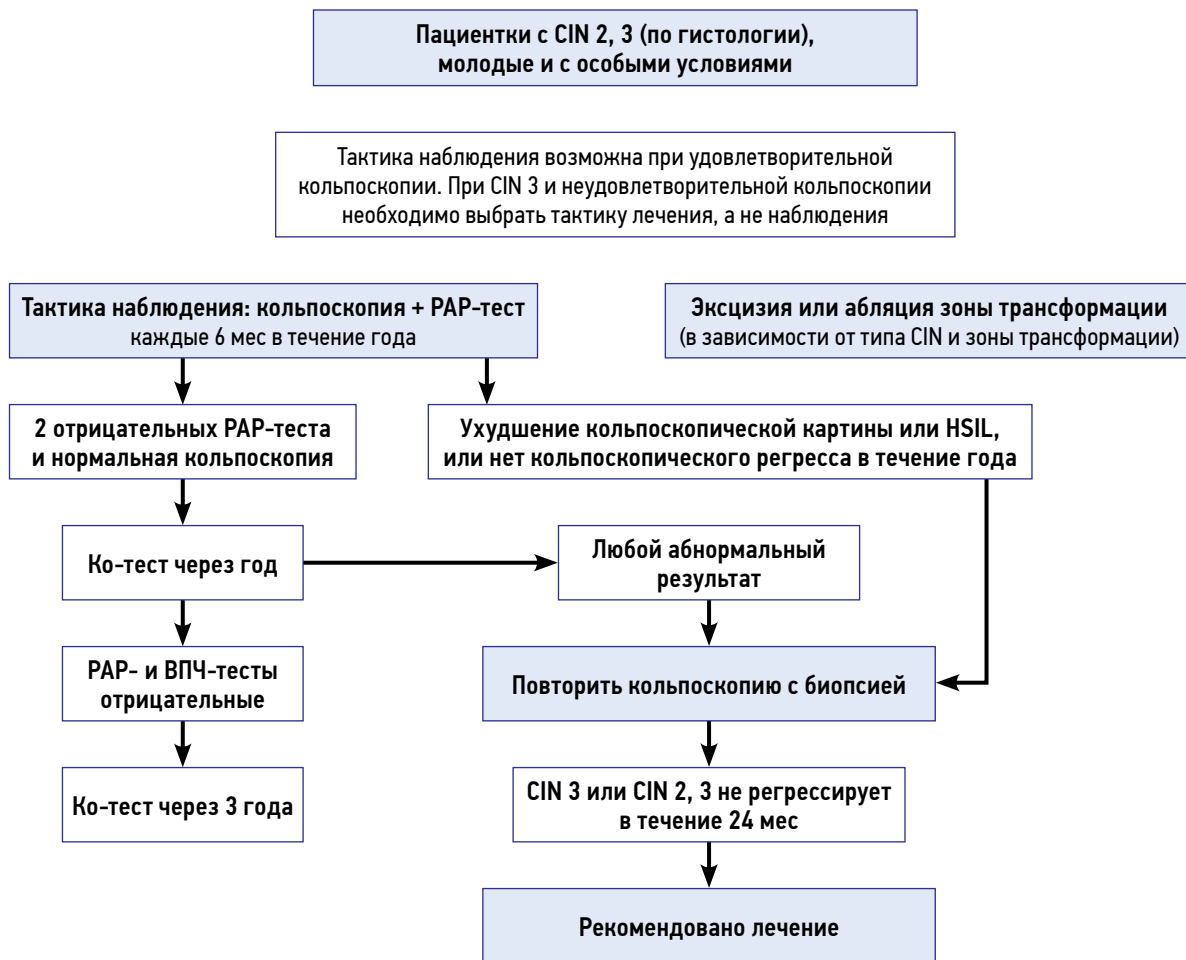 Пациентки с CIN 2, 3 (по гистологии),
молодые и с особыми условиями
Тактика наблюдения возможна при удовлетворительной
кольпоскопии. При CIN 3 и неудовлетворительной кольпоскопии
необходимо выбрать тактику лечения, а не наблюдения
Тактика наблюдения: кольпоскопия + PAP-тест
каждые 6 мес в течение года
Эксцизия или абляция зоны трансформации
(в зависимости от типа CIN и зоны трансформации)
2 отрицательных PAP-теста
и нормальная кольпоскопия
Ухудшение кольпоскопической картины или HSIL,
или нет кольпоскопического регресса в течение года
Ко-тест через год
Любой абнормальный
результат
PAP- и ВПЧ-тесты
отрицательные
Повторить кольпоскопию с биопсией
Ко-тест через 3 года
CIN 3 или CIN 2, 3 не регрессирует
в течение 24 мес
Рекомендовано лечение